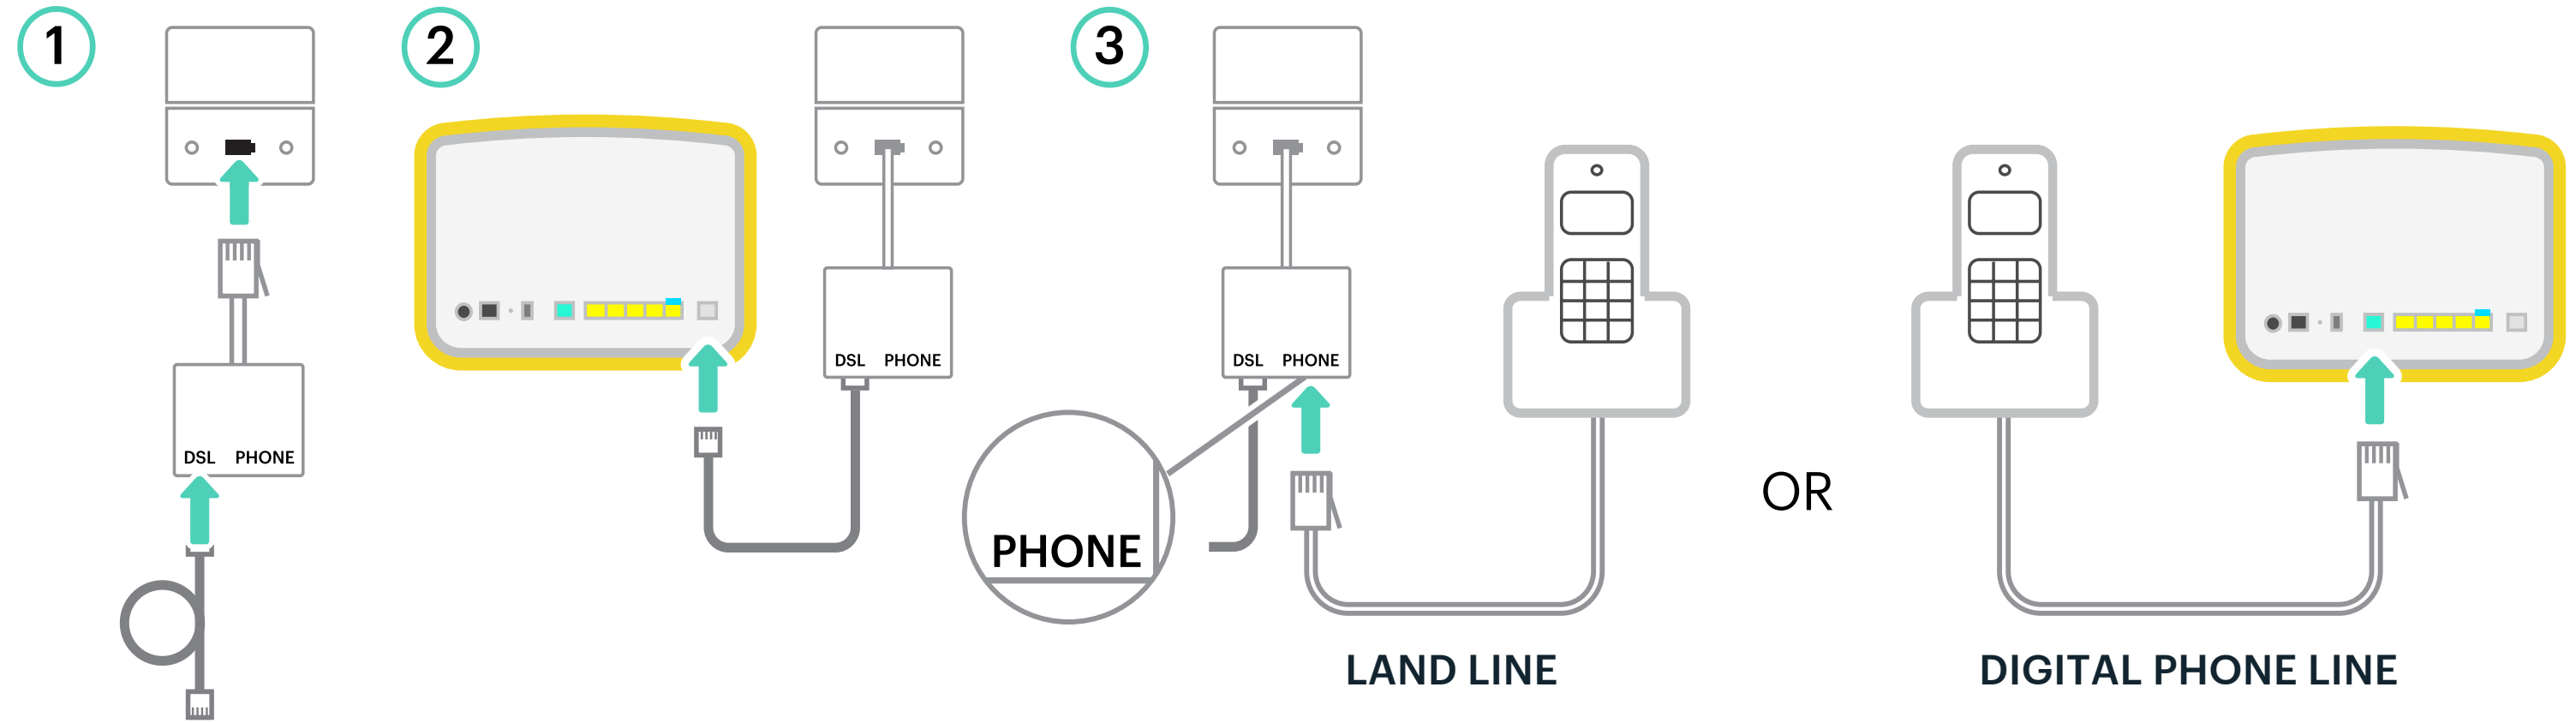 1
2
3
DSL PHONE
DSL PHONE
DSL PHONE
PHONE
OR
LAND LINE
DIGITAL PHONE LINE